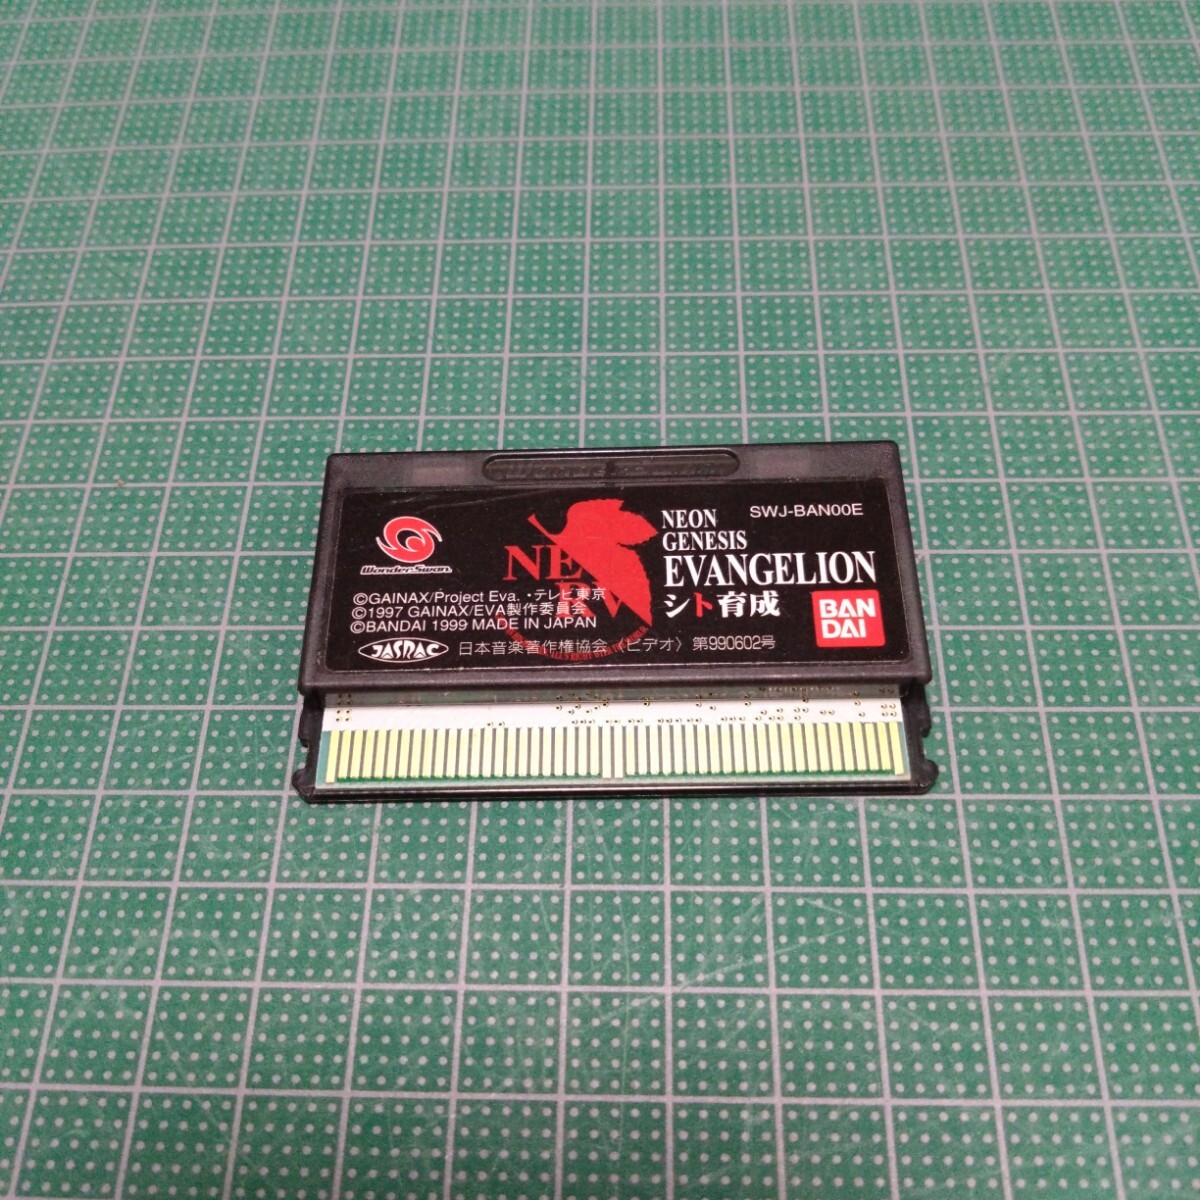 WonderSwan
WonderSwan
NERV
NEON
GENESIS
EVANGELION
シト育成
SWJ-BAN00E
©GAINAX/Project Eva. ・テレビ東京
©1997 GAINAX/EVA製作委員会
©BANDAI 1999 MADE IN JAPAN
BAN
DAI
JASRAC
日本音楽著作権協会〈ビデオ〉第990602号